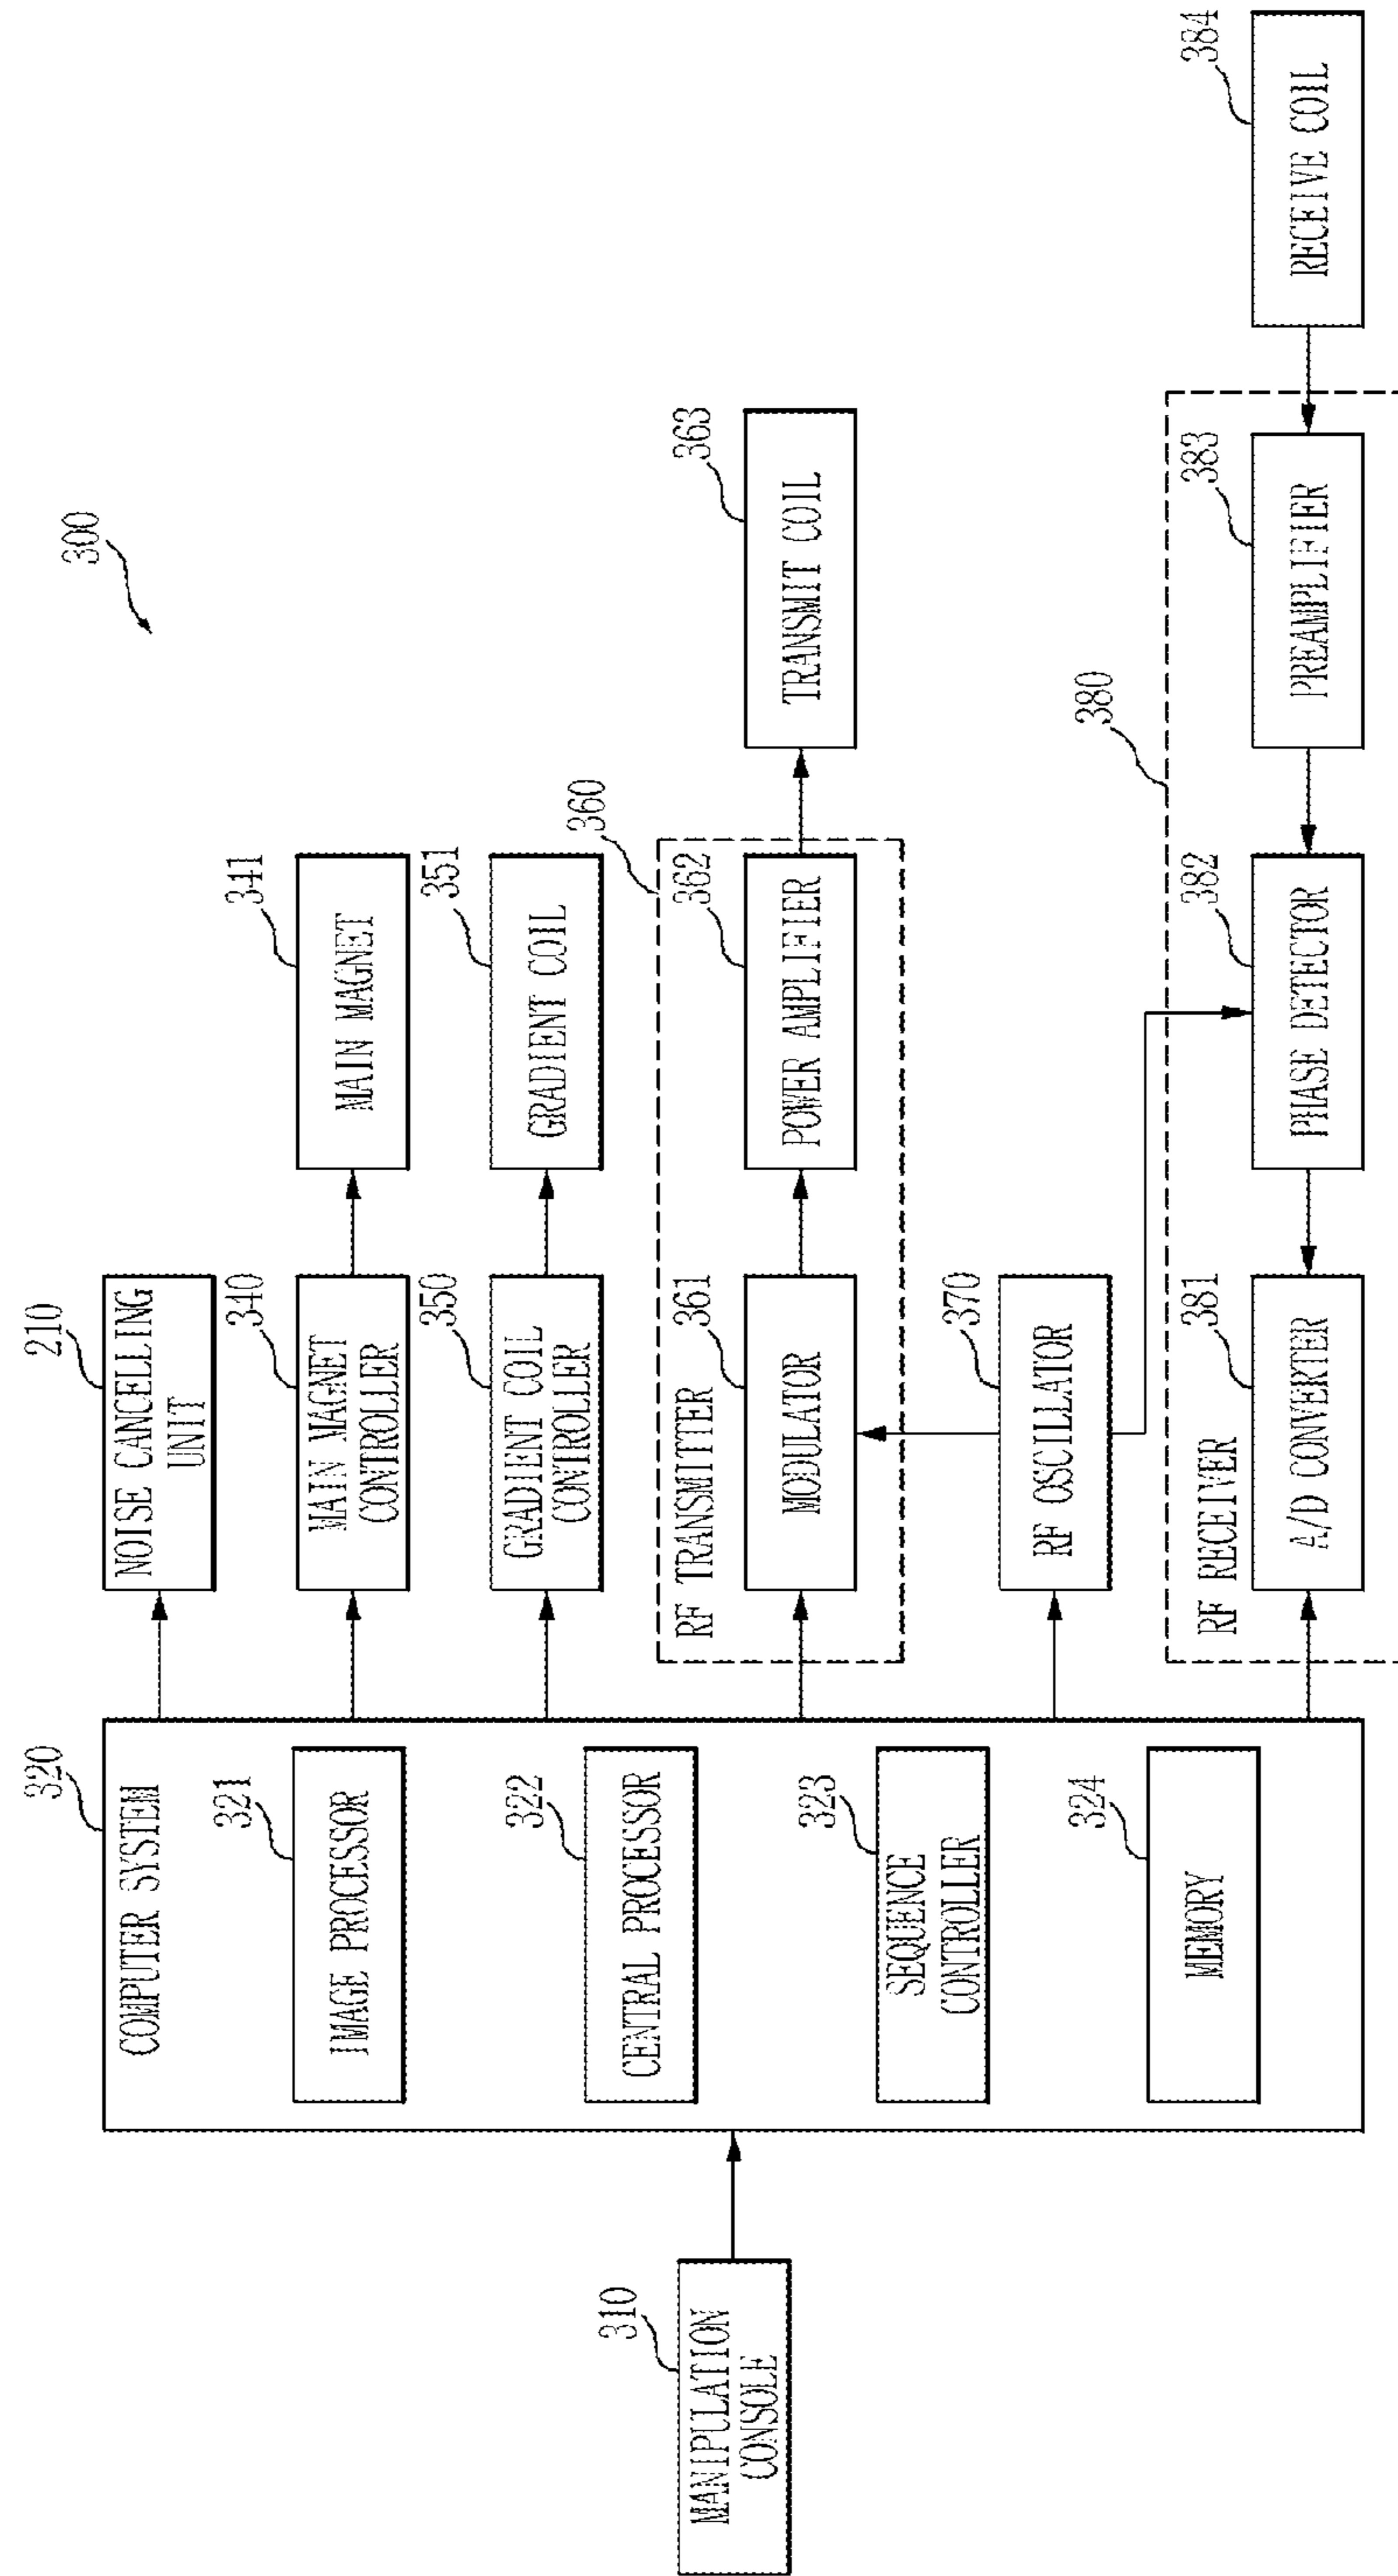 300
310
MANIPULATION
CONSOLE
320
COMPUTER SYSTEM
321
IMAGE PROCESSOR
322
CENTRAL PROCESSOR
323
SEQUENCE
CONTROLLER
324
MEMORY
210
NOISE CANCELLING
UNIT
340
MAIN MAGNET
CONTROLLER
341
MAIN MAGNET
350
GRADIENT COIL
CONTROLLER
351
GRADIENT COIL
360
RF TRANSMITTER
361
MODULATOR
362
POWER AMPLIFIER
363
TRANSMIT COIL
370
RF OSCILLATOR
380
RF RECEIVER
381
A/D CONVERTER
382
PHASE DETECTOR
383
PREAMPLIFIER
384
RECEIVE COIL